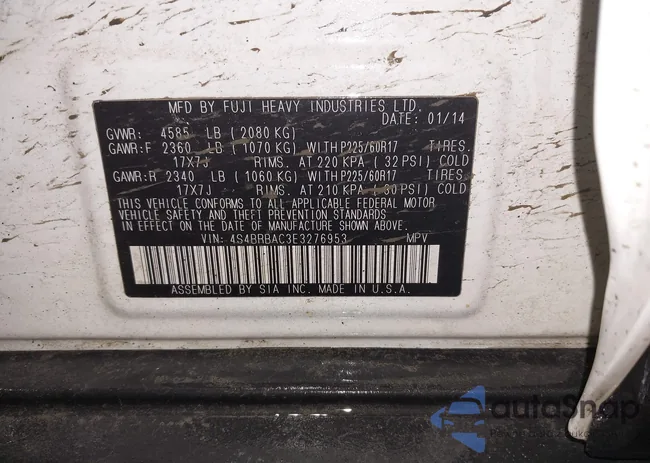 MFD BY FUJI HEAVY INDUSTRIES LTD.
DATE: 01/14
GVWR: 4585 LB (2080 KG)
GAWR:F 2360 LB (1070 KG) WITH P225/60R17 TIRES.
17X7J RIMS. AT 220 KPA (32 PSI) COLD
GAWR:R 2340 LB (1060 KG) WITH P225/60R17 TIRES.
17X7J RIMS. AT 210 KPA (30 PSI) COLD
THIS VEHICLE CONFORMS TO ALL APPLICABLE FEDERAL MOTOR
VEHICLE SAFETY AND THEFT PREVENTION STANDARDS
IN EFFECT ON THE DATE OF MANUFACTURE SHOWN ABOVE.
VIN: 4S4BRBAC3E3276953 MPV
ASSEMBLED BY SIA INC. MADE IN U.S.A.
autoSnap